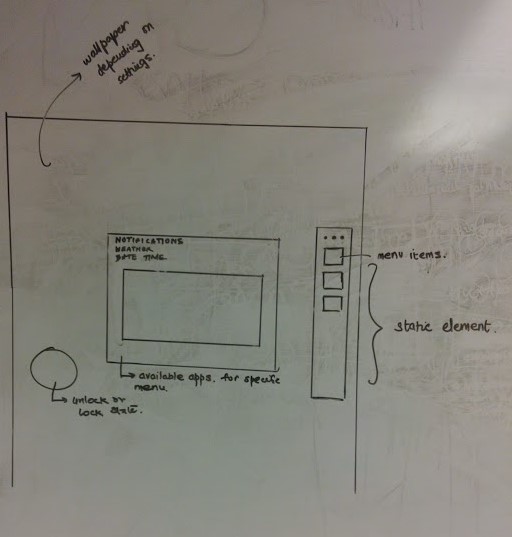 wallpaper
depending on
settings.
NOTIFICATIONS
WEATHER
DATE TIME.
menu items.
static element.
available apps. for specific
menu.
unlock or
lock state.